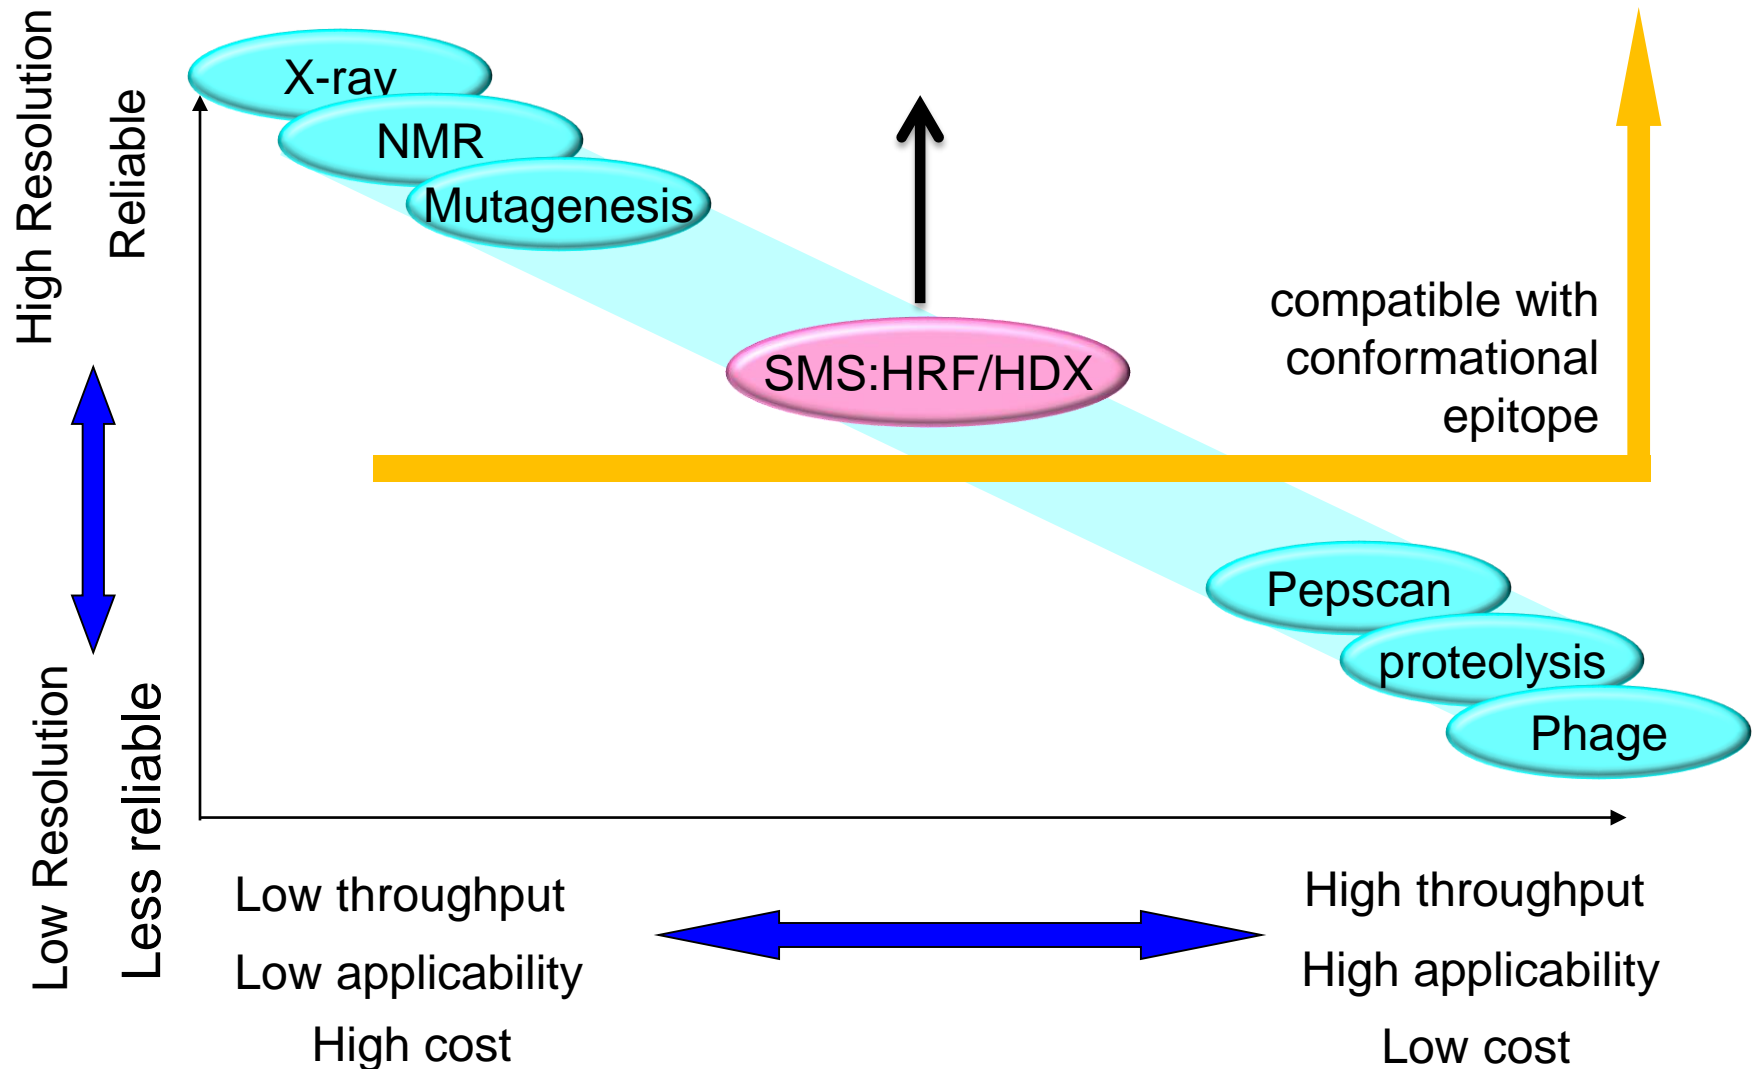 High Resolution
Reliable
X-ray
NMR
Mutagenesis
SMS:HRF/HDX
compatible with
conformational
epitope
Pepscan
proteolysis
Phage
Low Resolution
Less reliable
Low throughput
Low applicability
High cost
High throughput
High applicability
Low cost